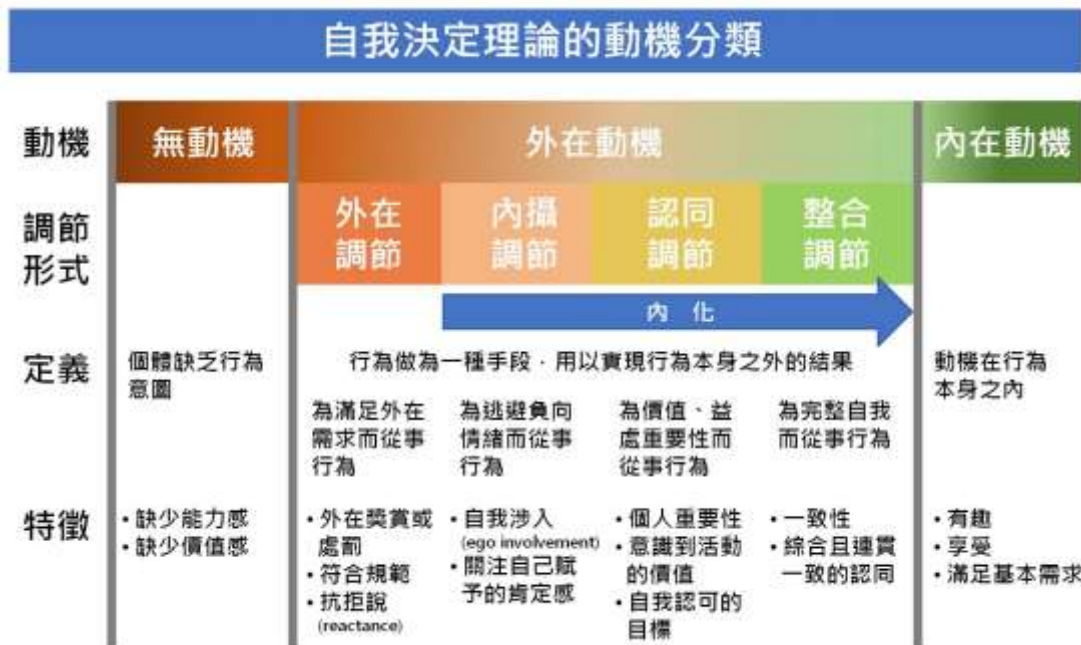 自我決定理論的動機分類
動機
無動機
外在動機
內在動機
調節
形式
外在
調節
內攝
調節
認同
調節
整合
調節
內 化
定義
個體缺乏行為
意圖
行為做為一種手段，用以實現行為本身之外的結果
動機在行為
本身之內
為滿足外在
需求而從事
行為
為逃避負向
情緒而從事
行為
為價值、益
處重要性而
從事行為
為完整自我
而從事行為
特徵
• 缺少能力感
• 缺少價值感
• 外在獎賞或
處罰
• 符合規範
• 抗拒說
(reactance)
• 自我涉入
(ego involvement)
• 關注自己賦
予的肯定感
• 個人重要性
• 意識到活動
的價值
• 自我認可的
目標
• 一致性
• 綜合且連貫
一致的認同
• 有趣
• 享受
• 滿足基本需求